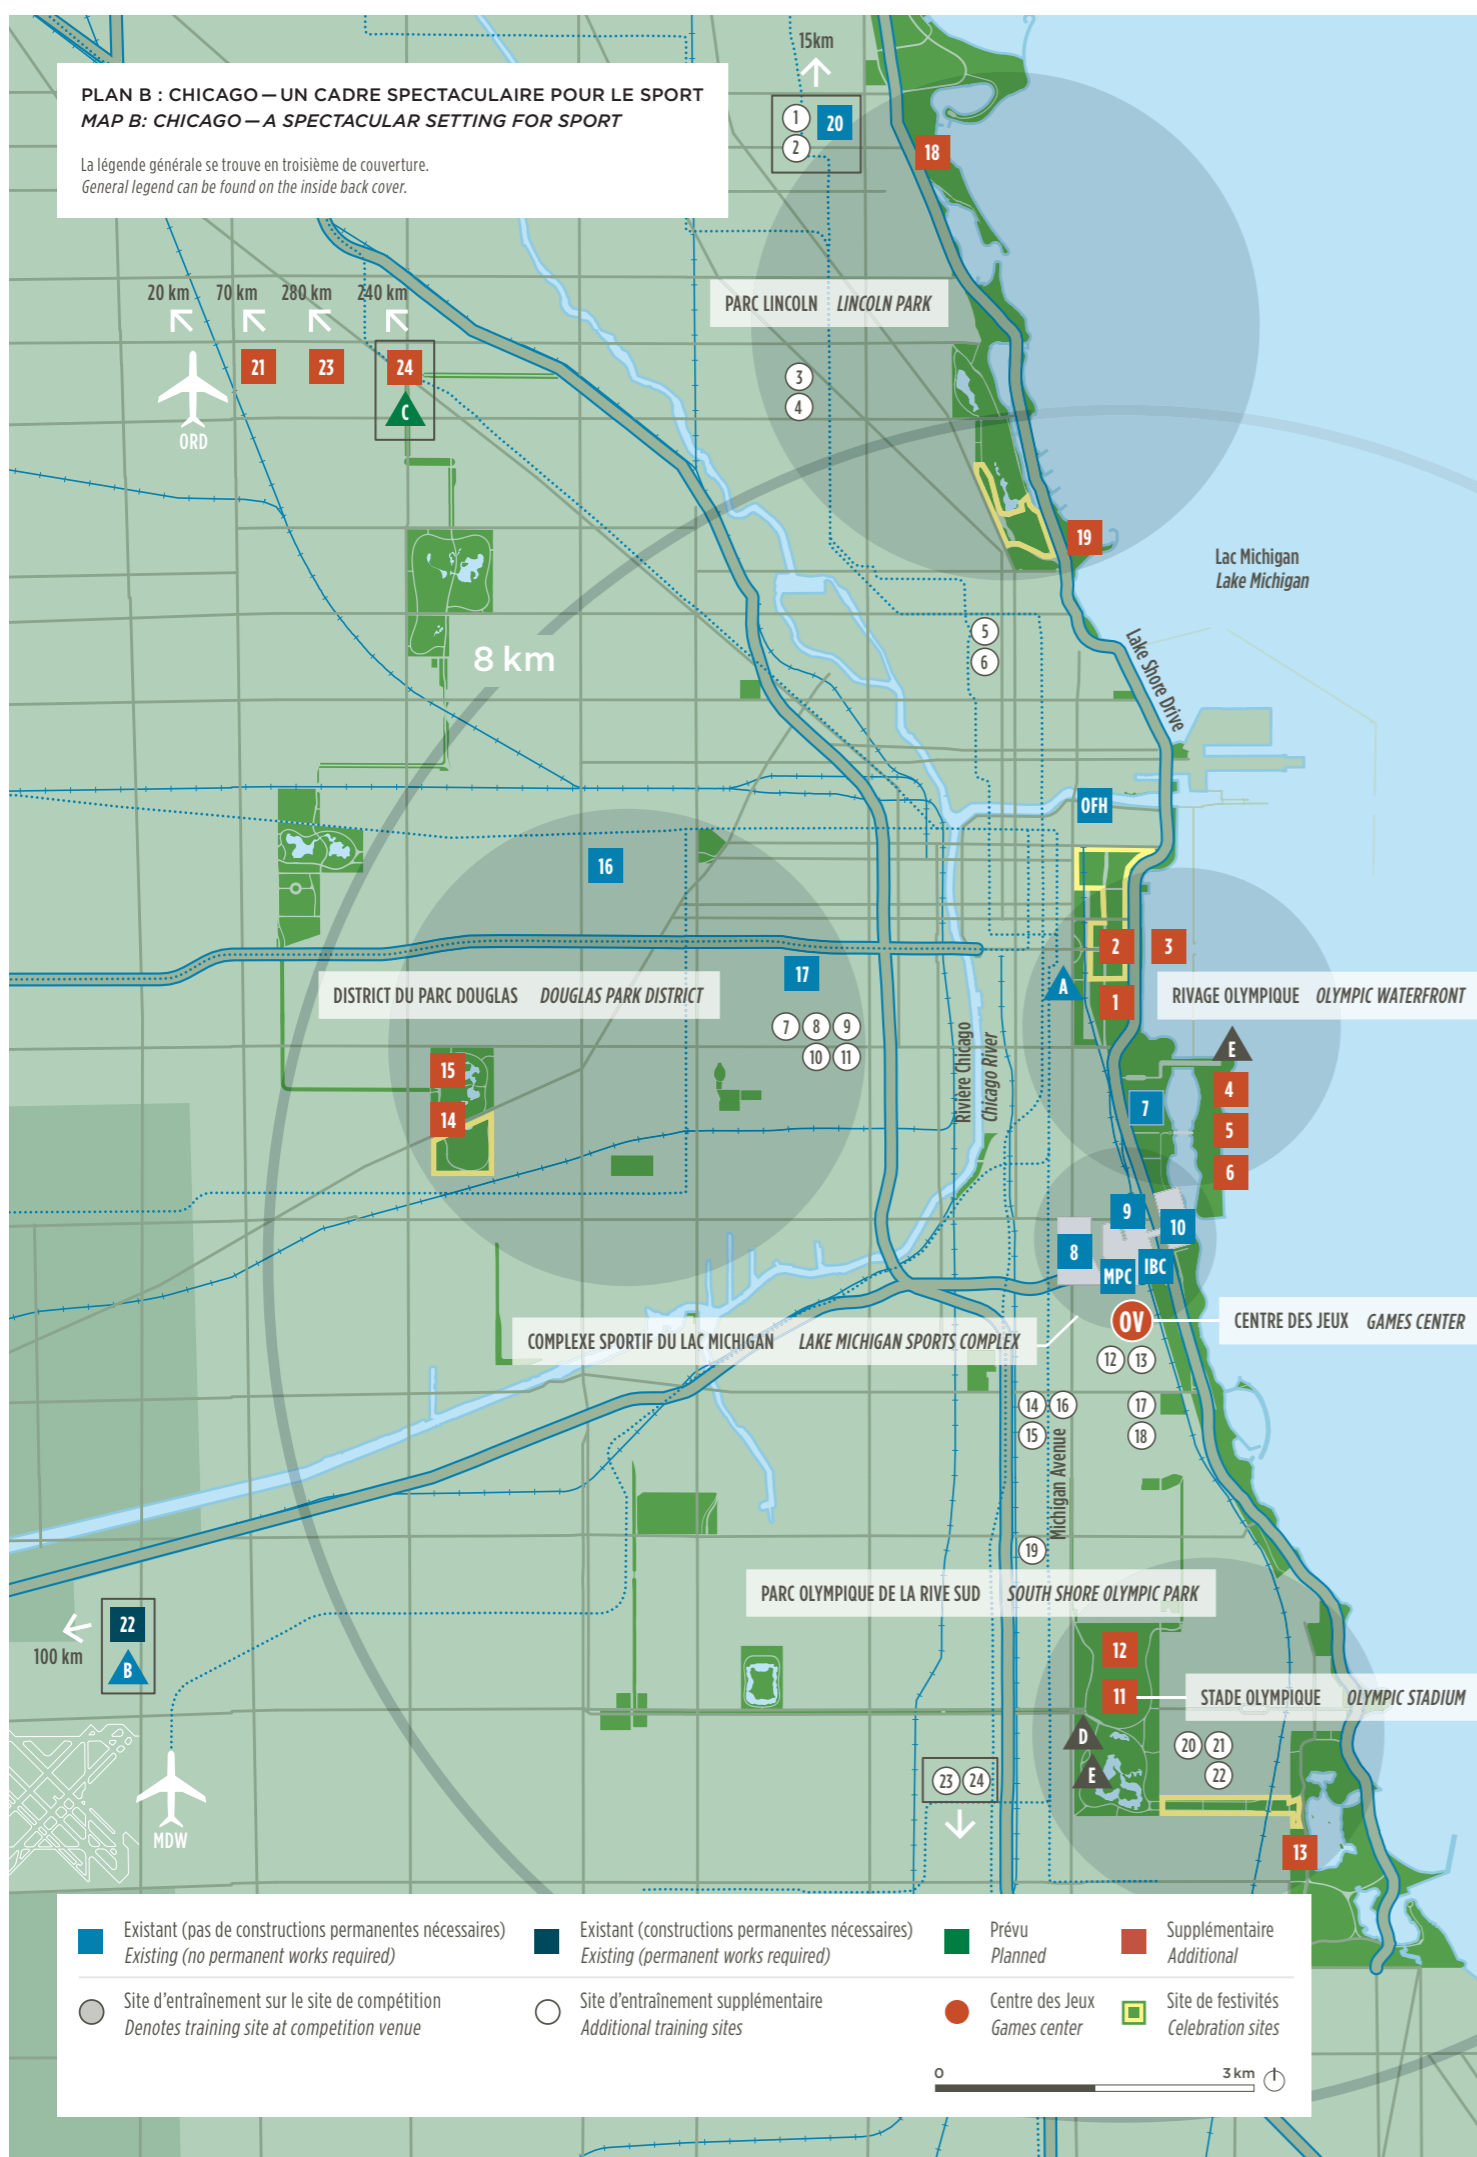 PLAN B : CHICAGO — UN CADRE SPECTACULAIRE POUR LE SPORT
MAP B: CHICAGO — A SPECTACULAR SETTING FOR SPORT
La légende générale se trouve en troisième de couverture.
General legend can be found on the inside back cover.
15km
1 20
2
18
20 km 70 km 280 km 240 km
21 23 24
C
ORD
PARC LINCOLN LINCOLN PARK
3
4
19
Lac Michigan
Lake Michigan
5
6
8 km
Lake Shore Drive
OFH
16
2 3
17
A
1
DISTRICT DU PARC DOUGLAS DOUGLAS PARK DISTRICT
RIVAGE OLYMPIQUE OLYMPIC WATERFRONT
7 8 9
10 11
Rivière Chicago
Chicago River
E
15
14
4
7
5
6
9
10
8
MPC IBC
OV
CENTRE DES JEUX GAMES CENTER
COMPLEXE SPORTIF DU LAC MICHIGAN LAKE MICHIGAN SPORTS COMPLEX
12 13
14 16
15
17
18
Michigan Avenue
19
PARC OLYMPIQUE DE LA RIVE SUD SOUTH SHORE OLYMPIC PARK
22
100 km
B
12
11
STADE OLYMPIQUE OLYMPIC STADIUM
D
E
20 21
22
23 24
MDW
13
Existant (pas de constructions permanentes nécessaires)
Existing (no permanent works required)
Existant (constructions permanentes nécessaires)
Existing (permanent works required)
Prévu
Planned
Supplémentaire
Additional
Site d'entraînement sur le site de compétition
Denotes training site at competition venue
Site d'entraînement supplémentaire
Additional training sites
Centre des Jeux
Games center
Site de festivités
Celebration sites
0 3 km